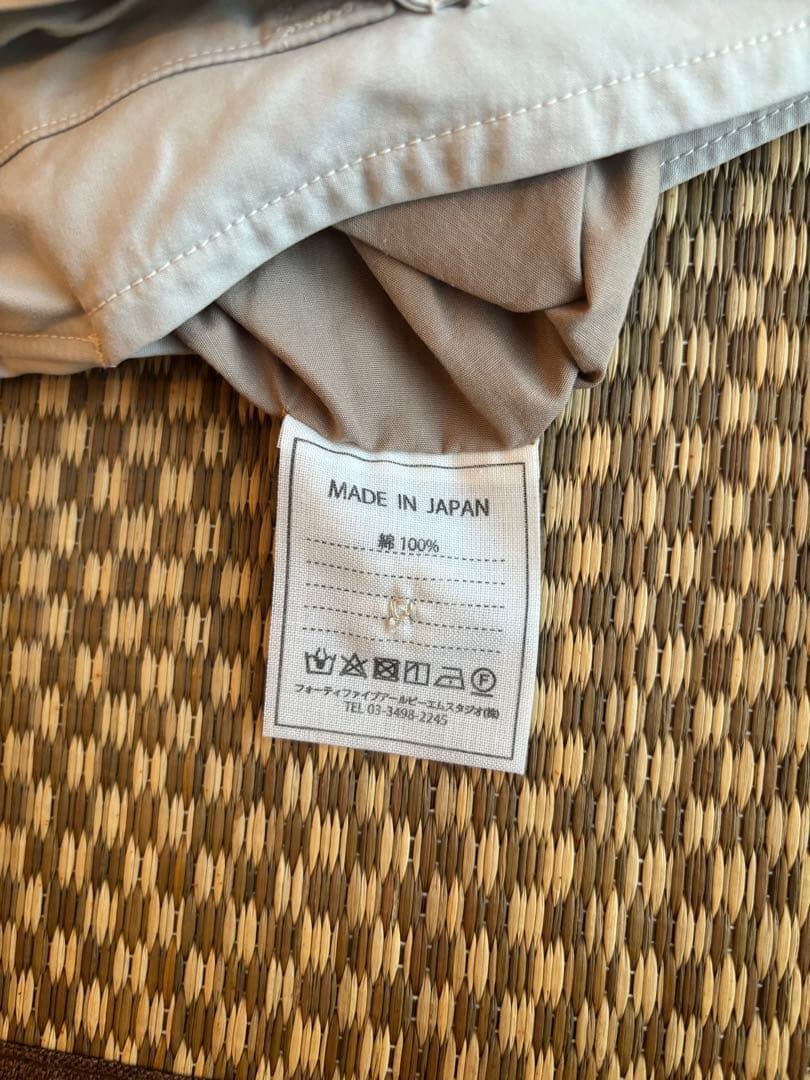 MADE IN JAPAN
綿 100%
フォーティファイブアールピーエムスタジオ(株)
TEL 03-3498-2245